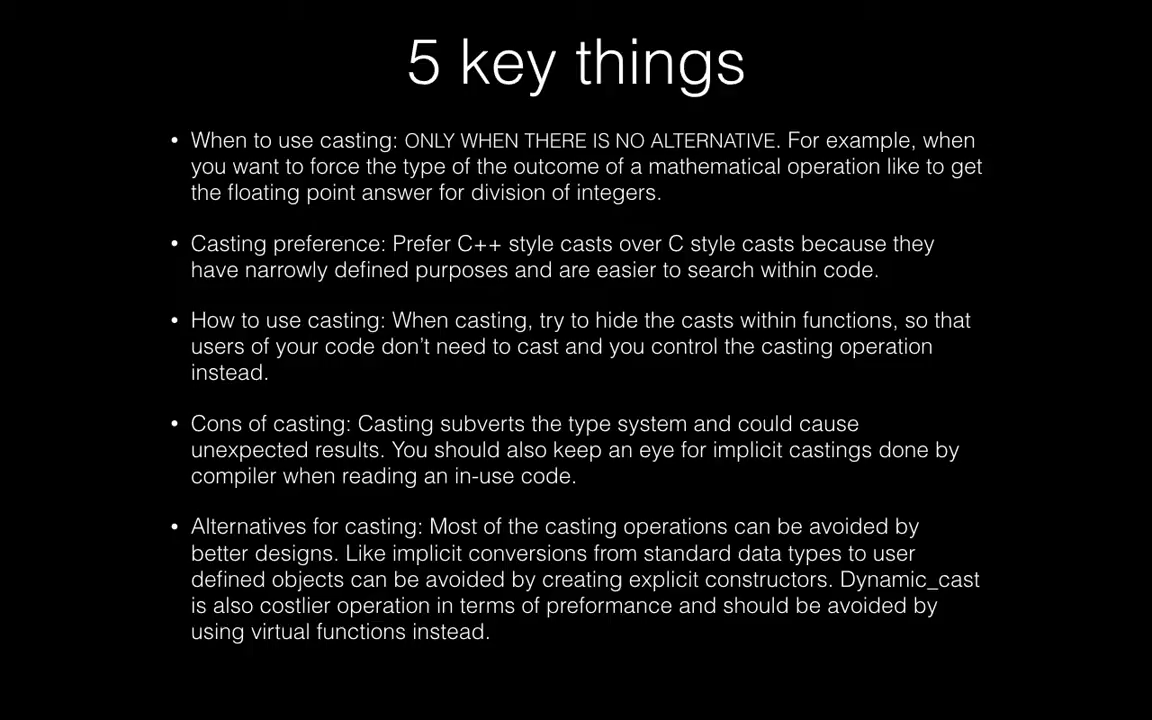 5 key things
• When to use casting: ONLY WHEN THERE IS NO ALTERNATIVE. For example, when
you want to force the type of the outcome of a mathematical operation like to get
the floating point answer for division of integers.
• Casting preference: Prefer C++ style casts over C style casts because they
have narrowly defined purposes and are easier to search within code.
• How to use casting: When casting, try to hide the casts within functions, so that
users of your code don’t need to cast and you control the casting operation
instead.
• Cons of casting: Casting subverts the type system and could cause
unexpected results. You should also keep an eye for implicit castings done by
compiler when reading an in-use code.
• Alternatives for casting: Most of the casting operations can be avoided by
better designs. Like implicit conversions from standard data types to user
defined objects can be avoided by creating explicit constructors. Dynamic_cast
is also costlier operation in terms of preformance and should be avoided by
using virtual functions instead.